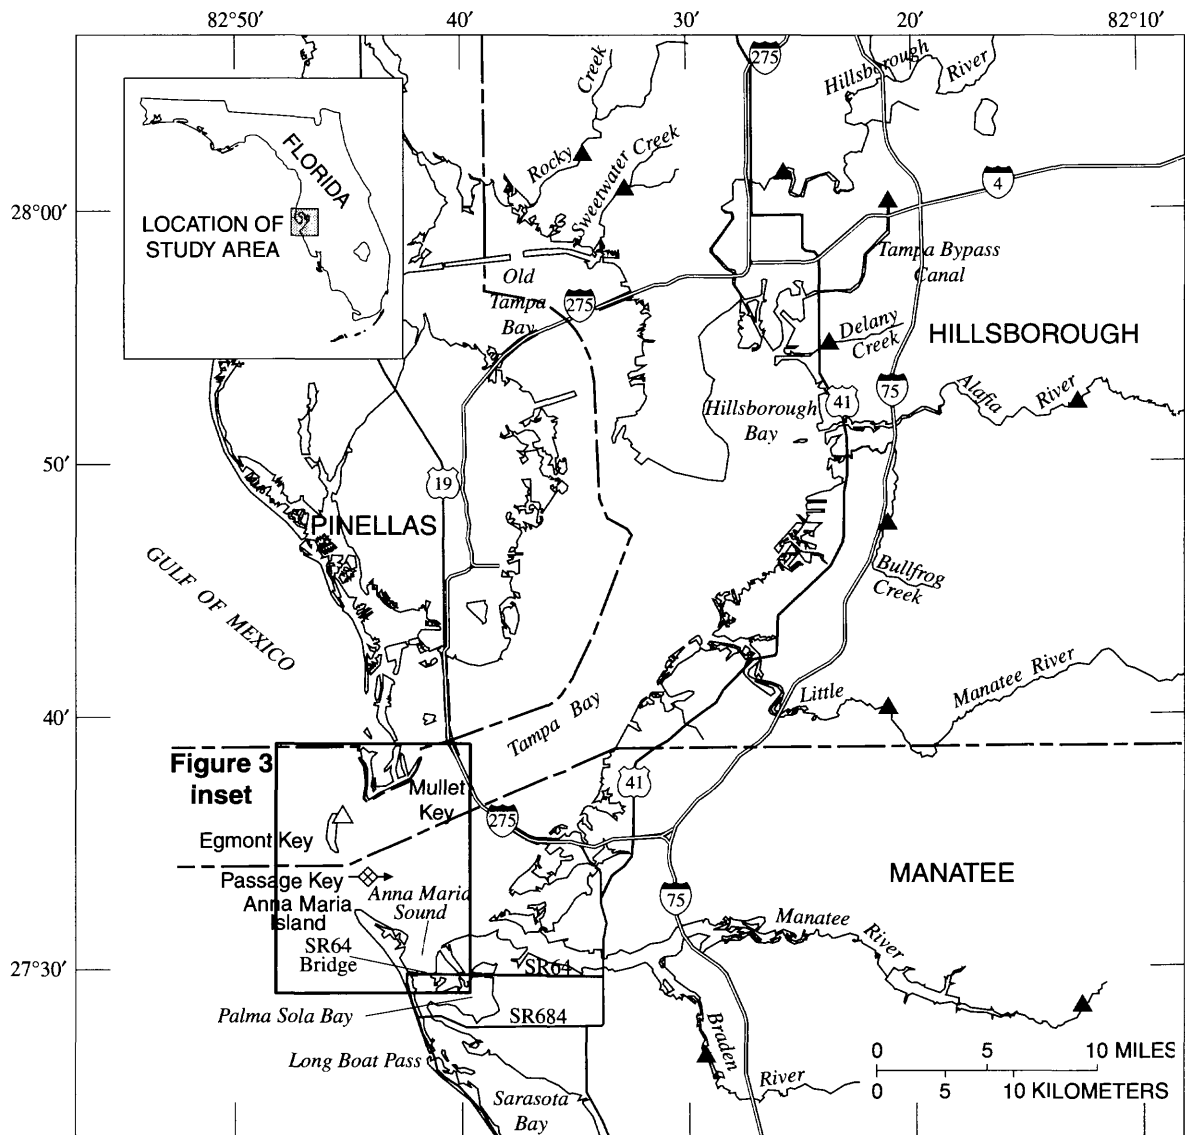 82°50′ 40′ 30′ 20′ 82°10′
275
Hillsborough River
Creek
Rocky
Sweetwater Creek
4
FLORIDA
LOCATION OF
STUDY AREA
28°00′
Old
Tampa
Bay
275
Tampa Bypass
Canal
Delany
Creek
HILLSBOROUGH
75
41
Alafia River
Hillsborough
Bay
50′
19
PINELLAS
GULF OF MEXICO
Bullfrog
Creek
Little Manatee River
40′
Tampa Bay
Figure 3
inset
Mullet
Key
41
275
Egmont Key
Passage Key
Anna Maria
Island
Anna Maria
Sound
MANATEE
75
Manatee River
SR64
Bridge
SR64
27°30′
Palma Sola Bay
SR684
Long Boat Pass
Braden River
Sarasota
Bay
0 5 10 MILES
0 5 10 KILOMETERS